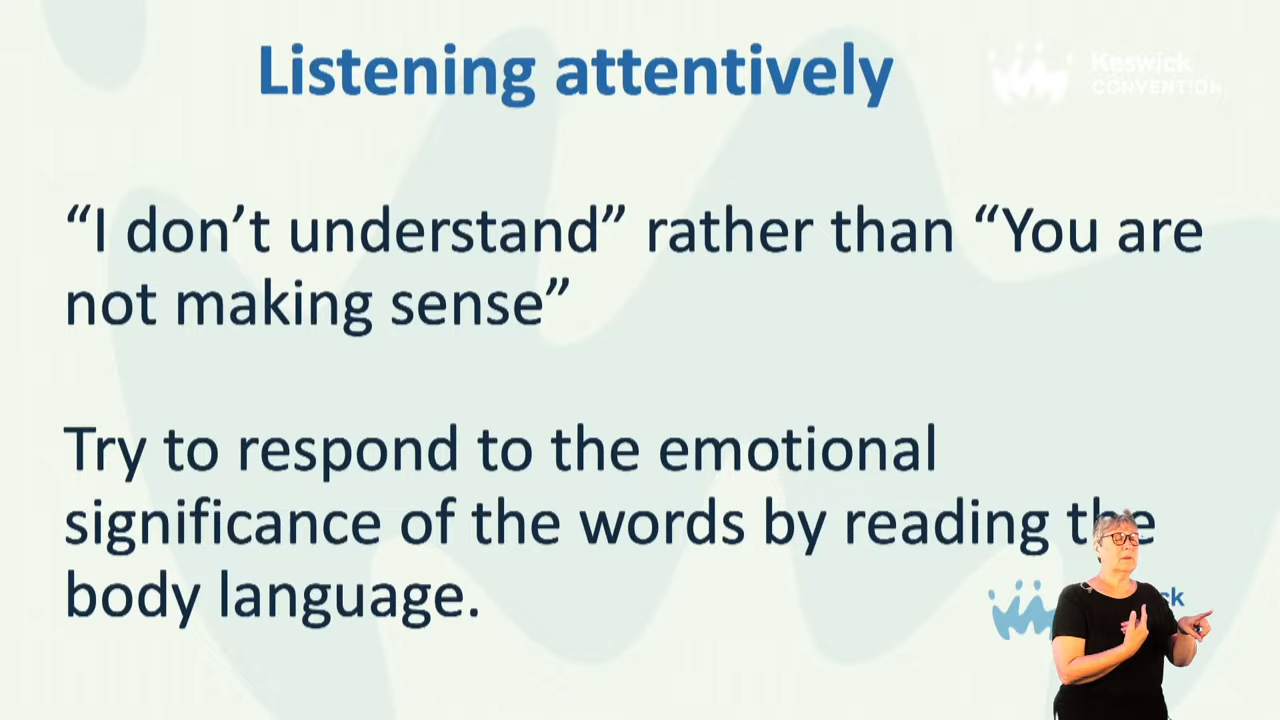 Listening attentively
Keswick
CONVENTION
“I don’t understand” rather than “You are
not making sense”
Try to respond to the emotional
significance of the words by reading the
body language.